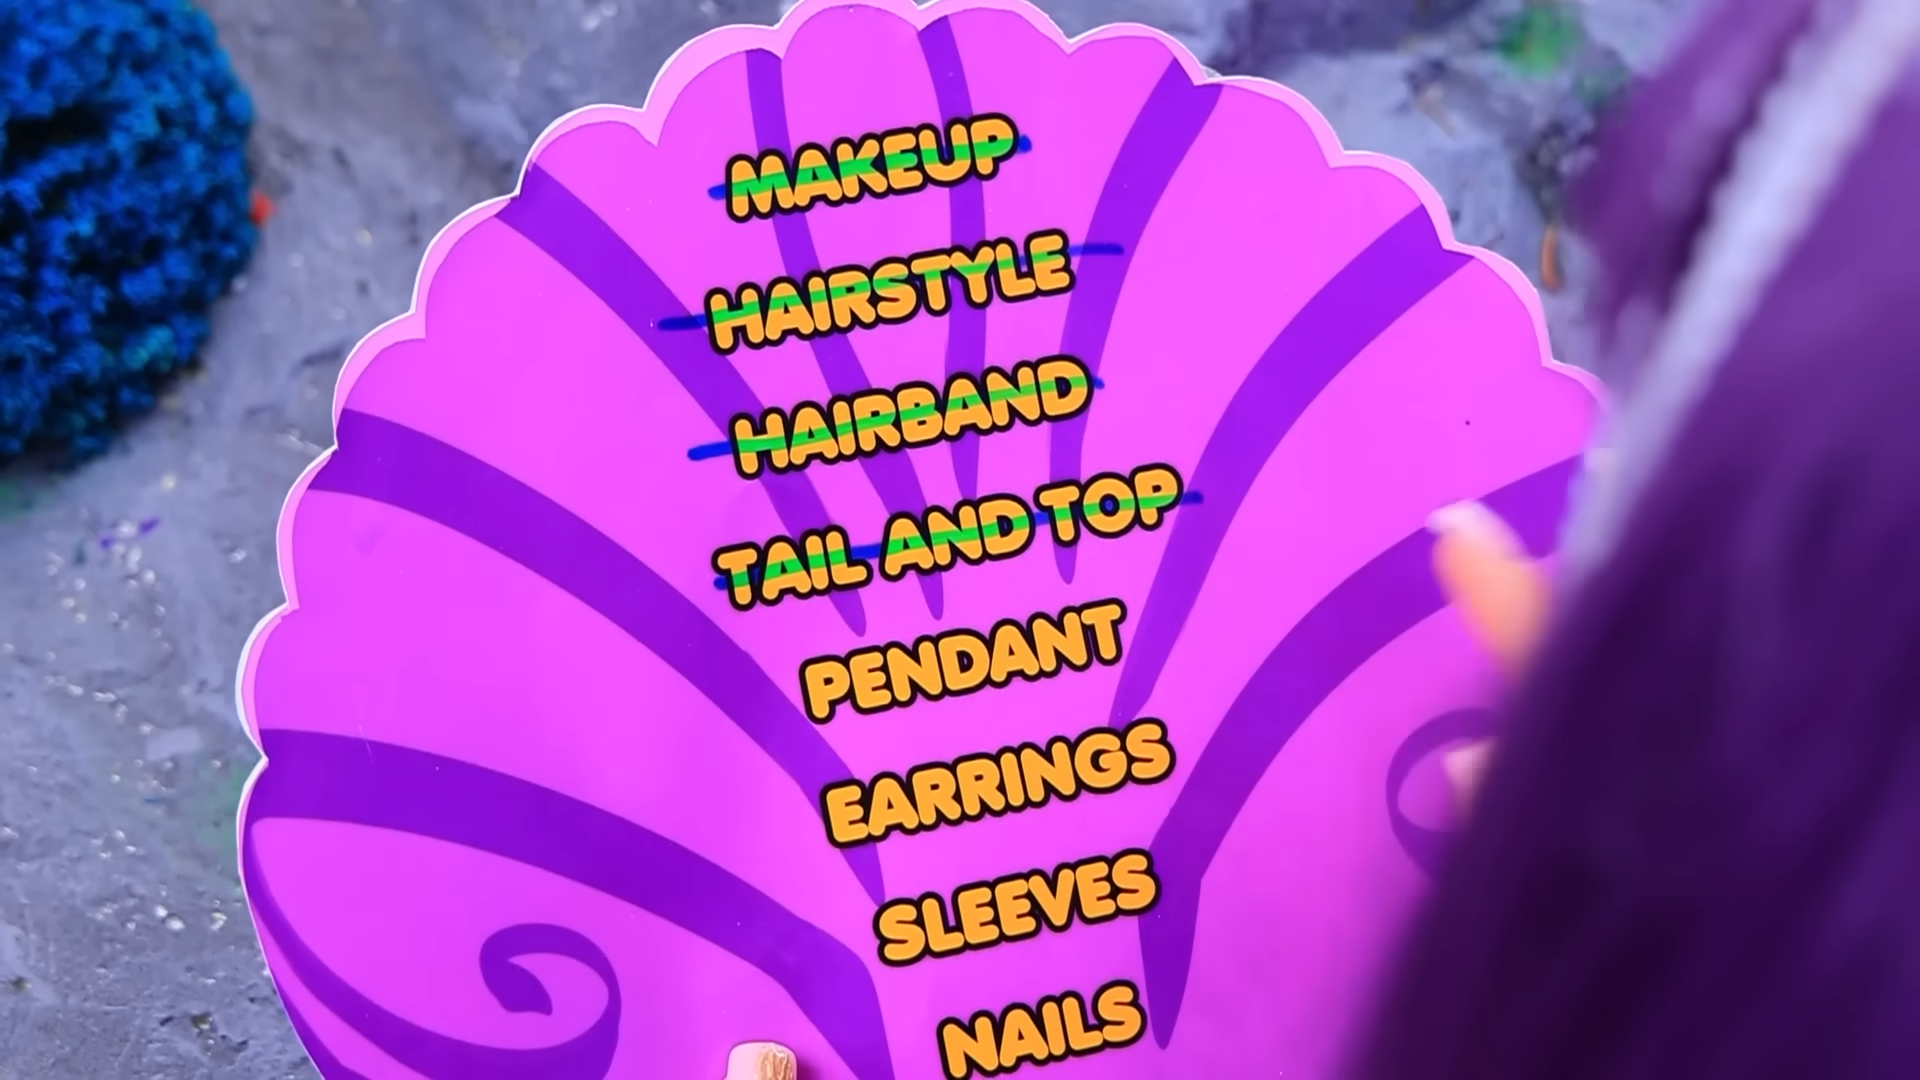 MAKEUP
HAIRSTYLE
HAIRBAND
TAIL AND TOP
PENDANT
EARRINGS
SLEEVES
NAILS